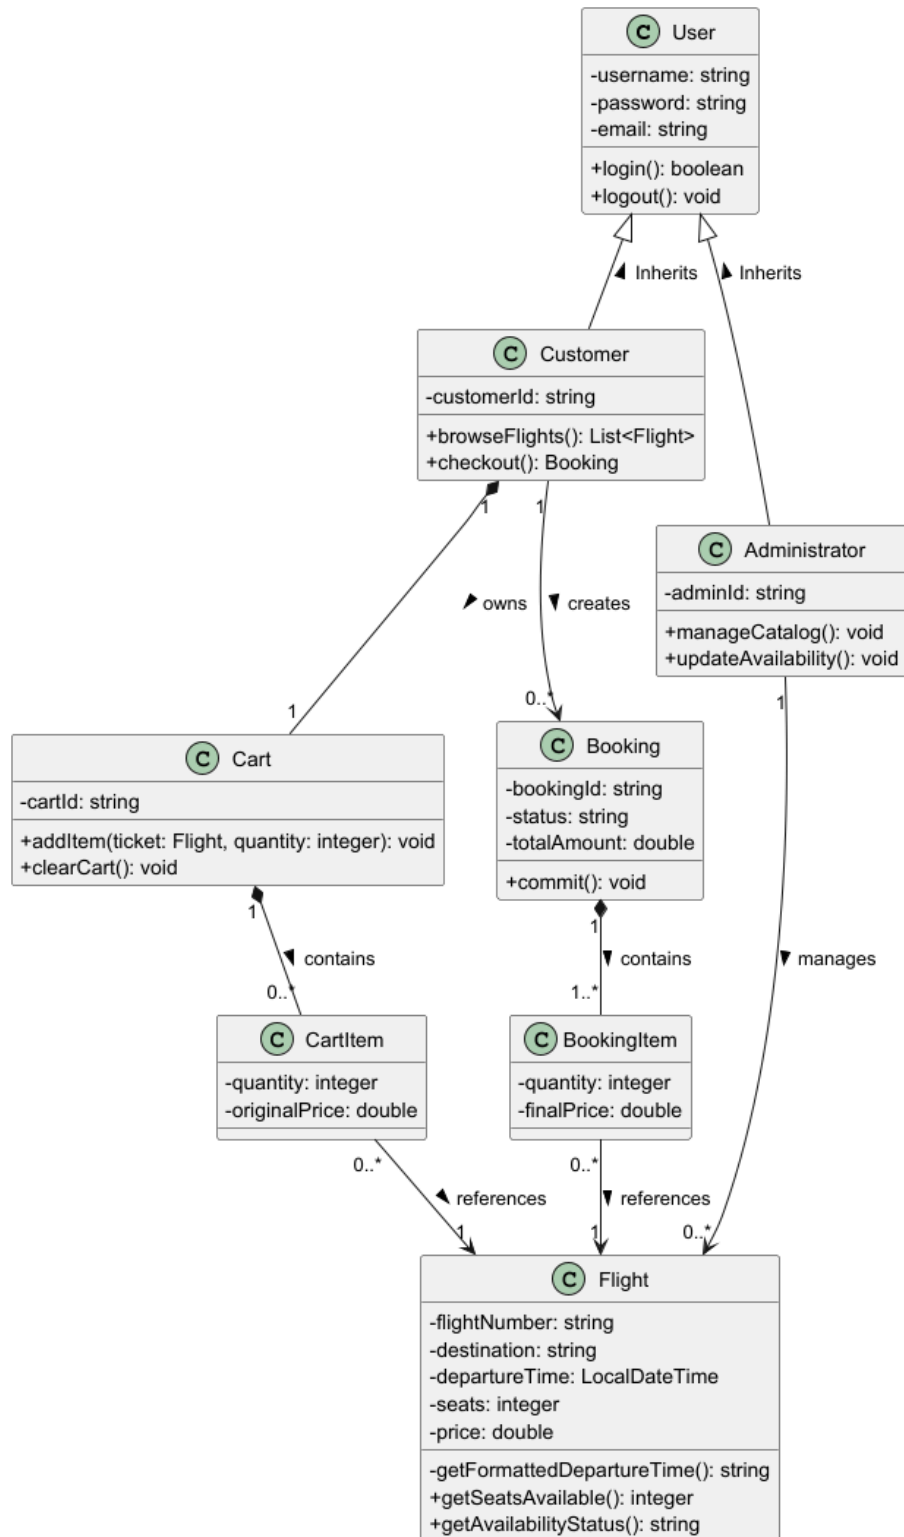 C User
-username: string
-password: string
-email: string
+login(): boolean
+logout(): void
Inherits
Inherits
C Customer
-customerId: string
+browseFlights(): List<Flight>
+checkout(): Booking
1
1
C Administrator
-adminId: string
+manageCatalog(): void
+updateAvailability(): void
owns
creates
1
0..*
1
C Cart
-cartId: string
+addItem(ticket: Flight, quantity: integer): void
+clearCart(): void
C Booking
-bookingId: string
-status: string
-totalAmount: double
+commit(): void
1
1
contains
contains
manages
0..*
1..*
C CartItem
-quantity: integer
-originalPrice: double
C BookingItem
-quantity: integer
-finalPrice: double
0..*
0..*
references
references
1
1
0..*
C Flight
-flightNumber: string
-destination: string
-departureTime: LocalDateTime
-seats: integer
-price: double
-getFormattedDepartureTime(): string
+getSeatsAvailable(): integer
+getAvailabilityStatus(): string